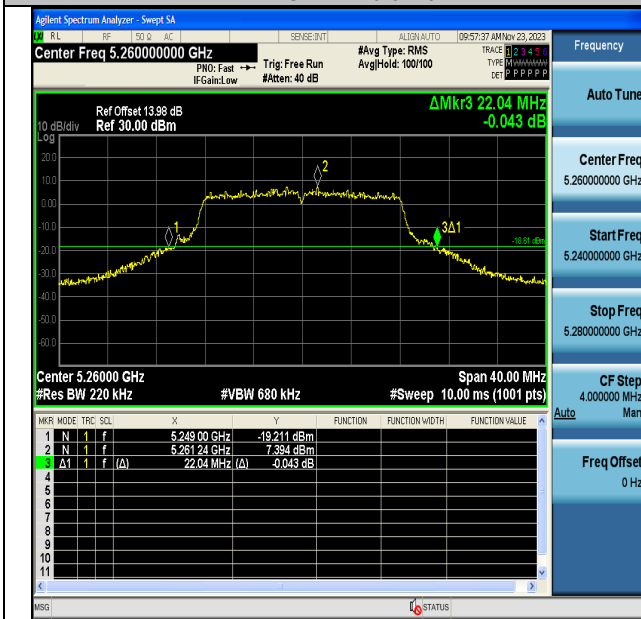 Agilent Spectrum Analyzer - Swept SA
RL RF 50 Ω AC SENSE:INT ALIGN AUTO 09:57:37 AM Nov 23, 2023
Center Freq 5.260000000 GHz
PNO: Fast
IFGain:Low
Trig: Free Run
#Atten: 40 dB
#Avg Type: RMS
Avg|Hold: 100/100
TRACE 1 2 3 4 5 6
TYPE M
DET P P P P P P
Ref Offset 13.98 dB
10 dB/div Ref 30.00 dBm
Log
ΔMkr3 22.04 MHz
-0.043 dB
20.0
10.0
0.00
-10.0
-20.0
-30.0
-40.0
-50.0
-60.0
1
2
3Δ1
-18.61 dBm
Center 5.26000 GHz
Span 40.00 MHz
#Res BW 220 kHz
#VBW 680 kHz
#Sweep 10.00 ms (1001 pts)
MKR MODE TRC SCL X Y FUNCTION FUNCTION WIDTH FUNCTION VALUE
1 N 1 f 5.249 00 GHz -19.211 dBm
2 N 1 f 5.261 24 GHz 7.394 dBm
3 Δ1 1 f (Δ) 22.04 MHz (Δ) -0.043 dB
4
5
6
7
8
9
10
11
MSG
STATUS
Frequency
Auto Tune
Center Freq
5.260000000 GHz
Start Freq
5.240000000 GHz
Stop Freq
5.280000000 GHz
CF Step
4.000000 MHz
Auto Man
Freq Offset
0 Hz